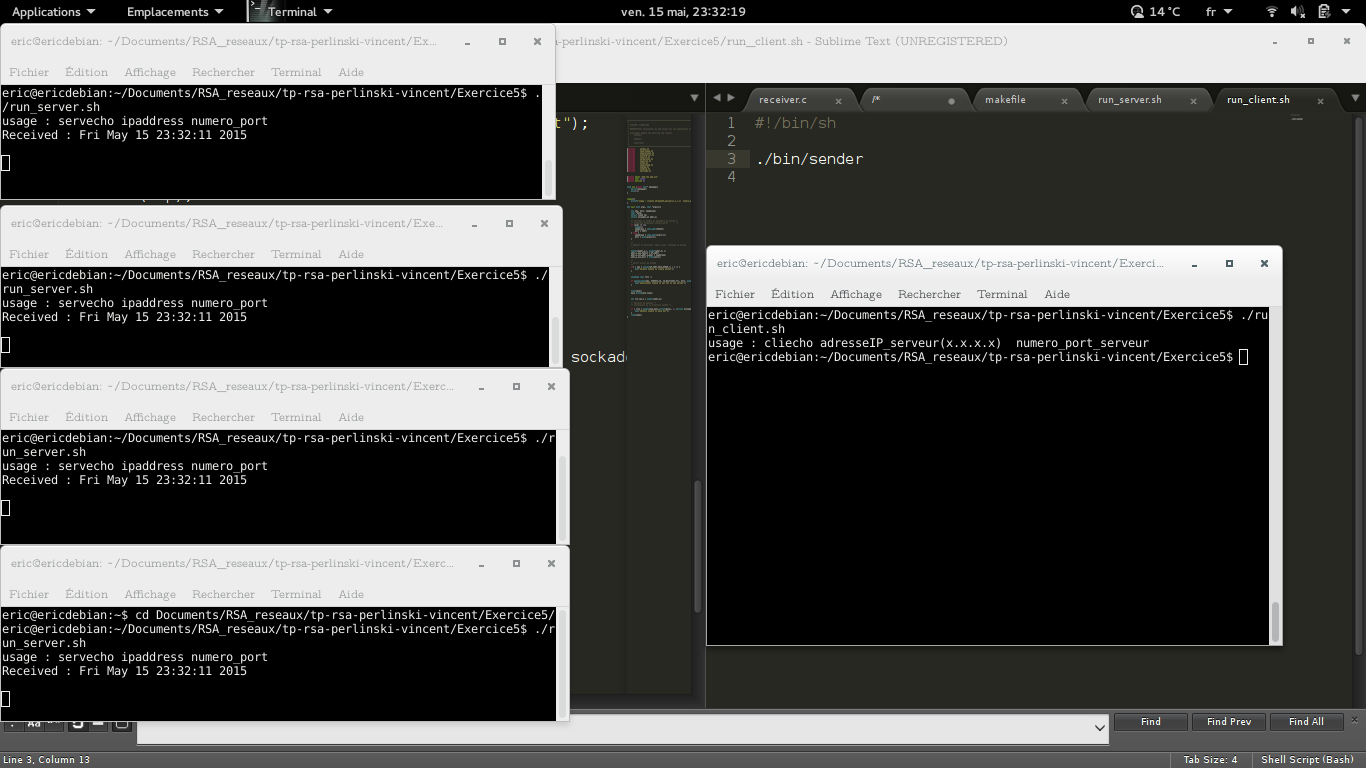 Applications Emplacements Terminal ven. 15 mai, 23:32:19 14 °C fr
eric@ericdebian: ~/Documents/RSA_reseaux/tp-rsa-perlinski-vincent/Ex...
a-perlinski-vincent/Exercice5/run_client.sh - Sublime Text (UNREGISTERED)
Fichier Édition Affichage Rechercher Terminal Aide
eric@ericdebian:~/Documents/RSA_reseaux/tp-rsa-perlinski-vincent/Exercice5$ .
/run_server.sh
usage : servecho ipaddress numero_port
Received : Fri May 15 23:32:11 2015
eric@ericdebian: ~/Documents/RSA_reseaux/tp-rsa-perlinski-vincent/Exe...
Fichier Édition Affichage Rechercher Terminal Aide
eric@ericdebian:~/Documents/RSA_reseaux/tp-rsa-perlinski-vincent/Exercice5$ ./
run_server.sh
usage : servecho ipaddress numero_port
Received : Fri May 15 23:32:11 2015
eric@ericdebian: ~/Documents/RSA_reseaux/tp-rsa-perlinski-vincent/Exerc...
Fichier Édition Affichage Rechercher Terminal Aide
eric@ericdebian:~/Documents/RSA_reseaux/tp-rsa-perlinski-vincent/Exercice5$ ./r
un_server.sh
usage : servecho ipaddress numero_port
Received : Fri May 15 23:32:11 2015
eric@ericdebian: ~/Documents/RSA_reseaux/tp-rsa-perlinski-vincent/Exerc...
Fichier Édition Affichage Rechercher Terminal Aide
eric@ericdebian:~$ cd Documents/RSA_reseaux/tp-rsa-perlinski-vincent/Exercice5/
eric@ericdebian:~/Documents/RSA_reseaux/tp-rsa-perlinski-vincent/Exercice5$ ./r
un_server.sh
usage : servecho ipaddress numero_port
Received : Fri May 15 23:32:11 2015
t");
sockad
receiver.c /* makefile run_server.sh run_client.sh
1 #!/bin/sh
2
3 ./bin/sender
4
eric@ericdebian: ~/Documents/RSA_reseaux/tp-rsa-perlinski-vincent/Exerci...
Fichier Édition Affichage Rechercher Terminal Aide
eric@ericdebian:~/Documents/RSA_reseaux/tp-rsa-perlinski-vincent/Exercice5$ ./ru
n_client.sh
usage : cliecho adresseIP_serveur(x.x.x.x) numero_port_serveur
eric@ericdebian:~/Documents/RSA_reseaux/tp-rsa-perlinski-vincent/Exercice5$
Find Find Prev Find All
Line 3, Column 13 Tab Size: 4 Shell Script (Bash)